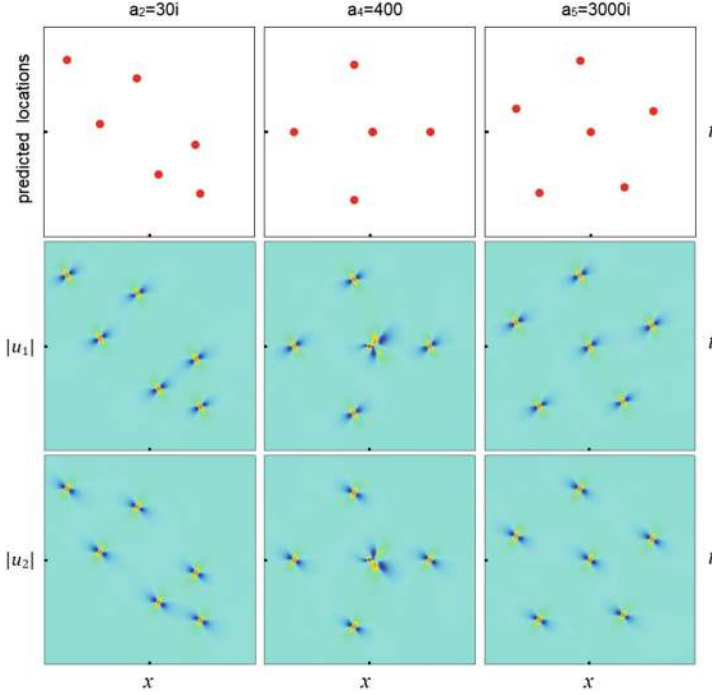 a₂=30i a₄=400 a₅=3000i
predicted locations
|u₁|
|u₂|
x x x